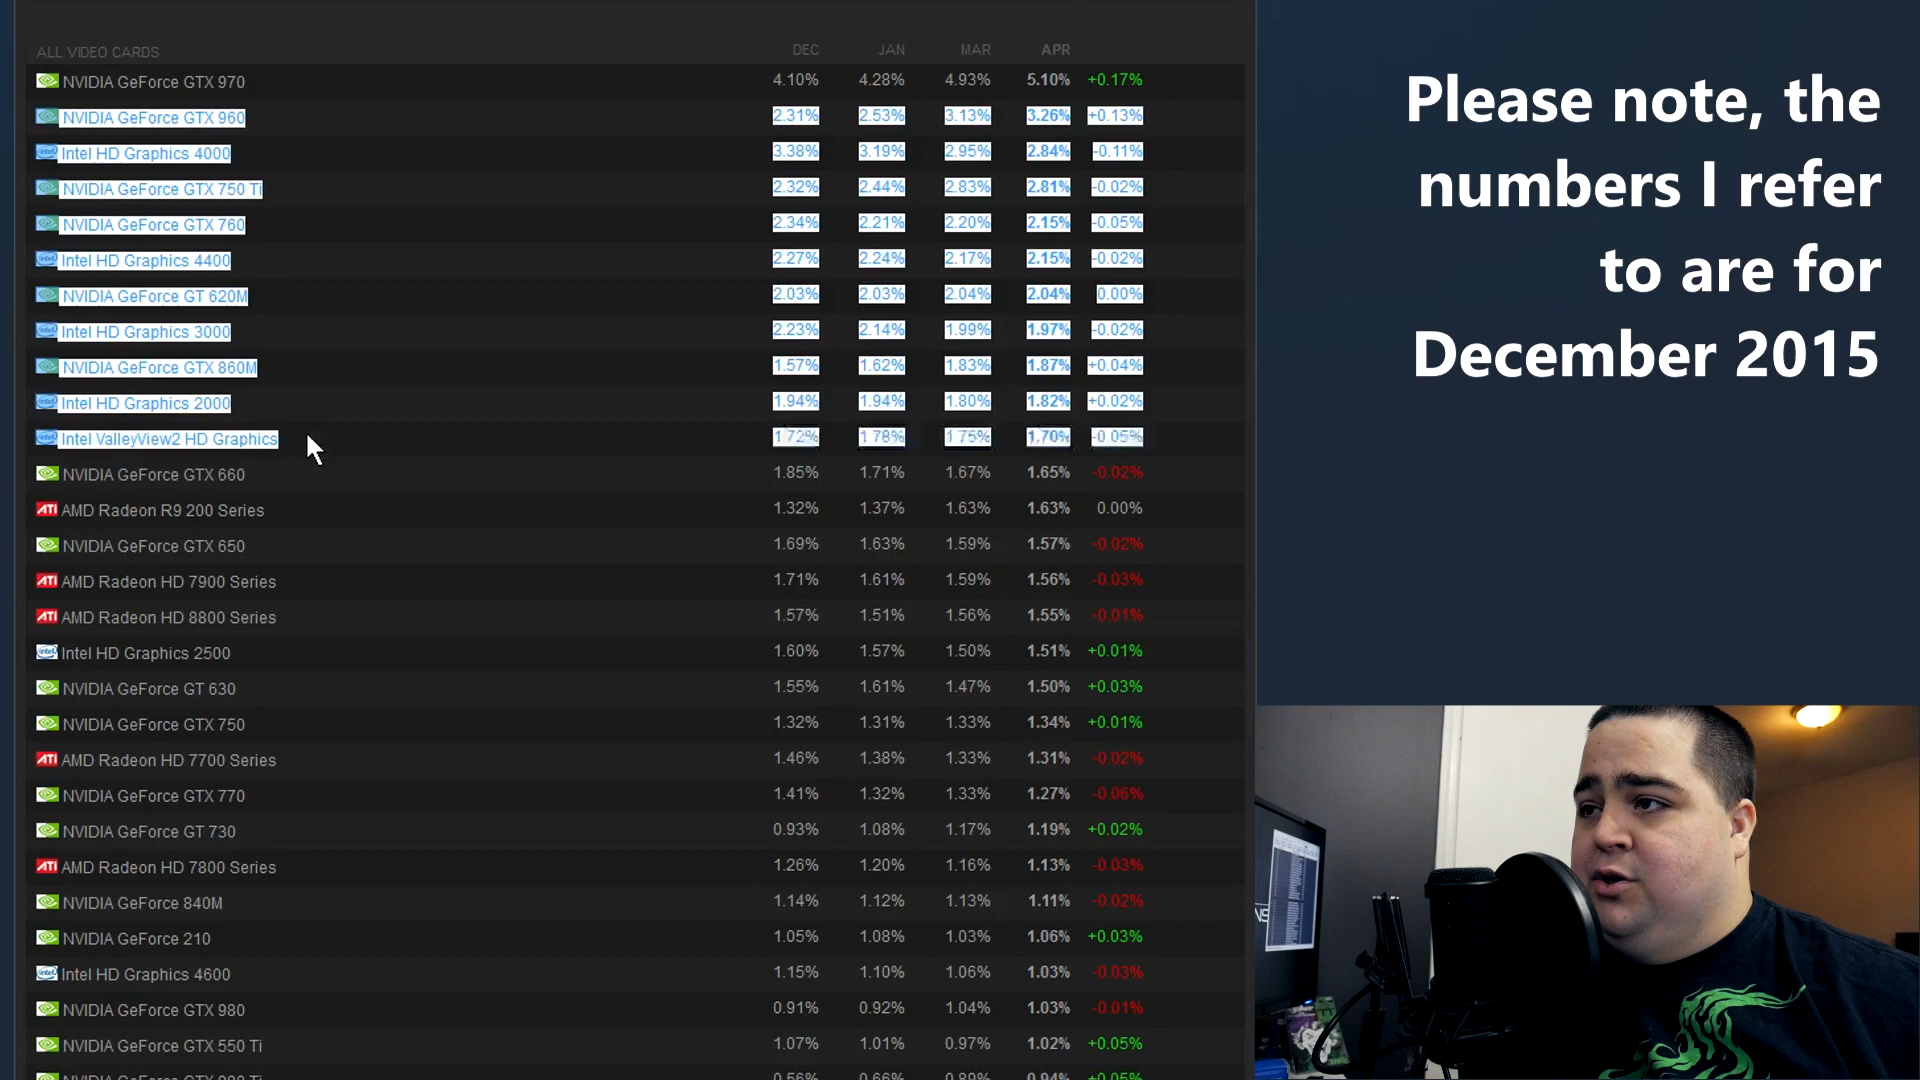 ALL VIDEO CARDS DEC JAN MAR APR
NVIDIA GeForce GTX 970 4.10% 4.28% 4.93% 5.10% +0.17%
NVIDIA GeForce GTX 960 2.31% 2.53% 3.13% 3.26% +0.13%
Intel HD Graphics 4000 3.38% 3.19% 2.95% 2.84% -0.11%
NVIDIA GeForce GTX 750 Ti 2.32% 2.44% 2.83% 2.81% -0.02%
NVIDIA GeForce GTX 760 2.34% 2.21% 2.20% 2.15% -0.05%
Intel HD Graphics 4400 2.27% 2.24% 2.17% 2.15% -0.02%
NVIDIA GeForce GT 620M 2.03% 2.03% 2.04% 2.04% 0.00%
Intel HD Graphics 3000 2.23% 2.14% 1.99% 1.97% -0.02%
NVIDIA GeForce GTX 860M 1.57% 1.62% 1.83% 1.87% +0.04%
Intel HD Graphics 2000 1.94% 1.94% 1.80% 1.82% +0.02%
Intel ValleyView2 HD Graphics 1.72% 1.78% 1.75% 1.70% -0.05%
NVIDIA GeForce GTX 660 1.85% 1.71% 1.67% 1.65% -0.02%
ATI AMD Radeon R9 200 Series 1.32% 1.37% 1.63% 1.63% 0.00%
NVIDIA GeForce GTX 650 1.69% 1.63% 1.59% 1.57% -0.02%
ATI AMD Radeon HD 7900 Series 1.71% 1.61% 1.59% 1.56% -0.03%
ATI AMD Radeon HD 8800 Series 1.57% 1.51% 1.56% 1.55% -0.01%
Intel HD Graphics 2500 1.60% 1.57% 1.50% 1.51% +0.01%
NVIDIA GeForce GT 630 1.55% 1.61% 1.47% 1.50% +0.03%
NVIDIA GeForce GTX 750 1.32% 1.31% 1.33% 1.34% +0.01%
ATI AMD Radeon HD 7700 Series 1.46% 1.38% 1.33% 1.31% -0.02%
NVIDIA GeForce GTX 770 1.41% 1.32% 1.33% 1.27% -0.06%
NVIDIA GeForce GT 730 0.93% 1.08% 1.17% 1.19% +0.02%
ATI AMD Radeon HD 7800 Series 1.26% 1.20% 1.16% 1.13% -0.03%
NVIDIA GeForce 840M 1.14% 1.12% 1.13% 1.11% -0.02%
NVIDIA GeForce 210 1.05% 1.08% 1.03% 1.06% +0.03%
Intel HD Graphics 4600 1.15% 1.10% 1.06% 1.03% -0.03%
NVIDIA GeForce GTX 980 0.91% 0.92% 1.04% 1.03% -0.01%
NVIDIA GeForce GTX 550 Ti 1.07% 1.01% 0.97% 1.02% +0.05%
NVIDIA GeForce GTX 980 Ti 0.56% 0.66% 0.89% 0.94% +0.05%
Please note, the
numbers I refer
to are for
December 2015